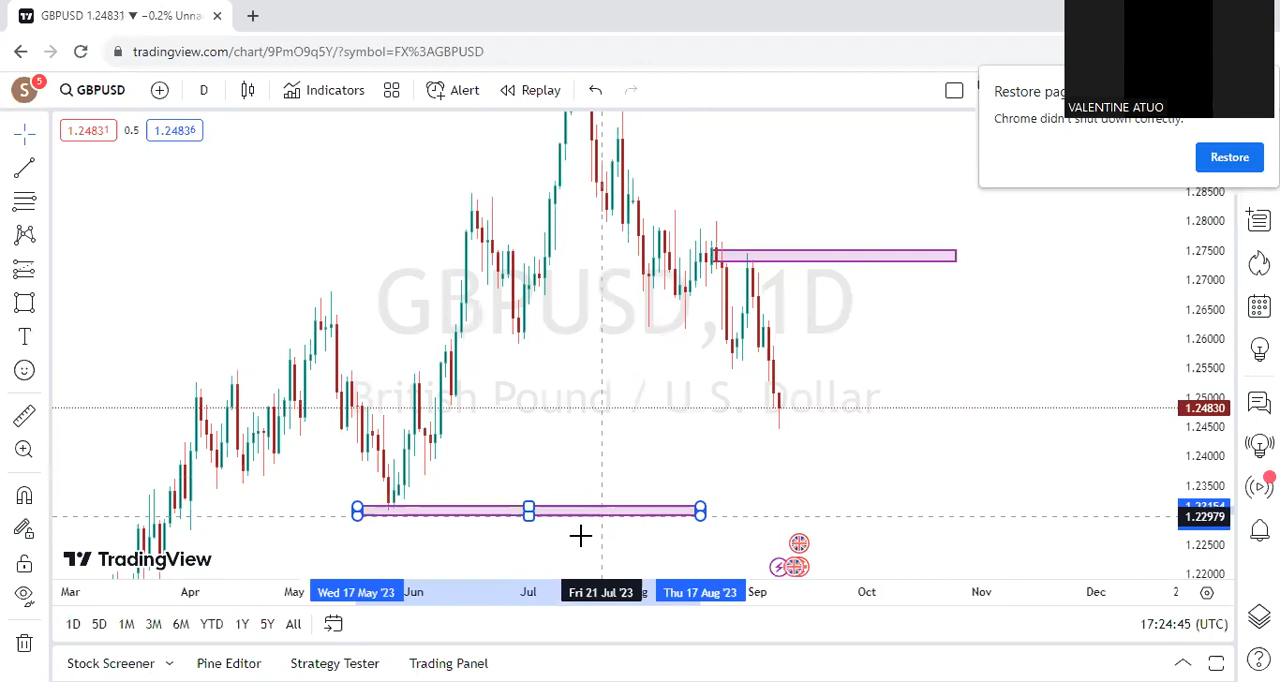 GBPUSD 1.24831 ▼ −0.2% Unna
tradingview.com/chart/9PmO9q5Y/?symbol=FX%3AGBPUSD
VALENTINE ATUO
Restore pag
Chrome didn't shut down correctly.
Restore
S 5 GBPUSD D Indicators Alert Replay
1.24831 0.5 1.24836
GBPUSD, 1D
British Pound / U.S. Dollar
1.28500
1.28000
1.27500
1.27000
1.26500
1.26000
1.25500
1.25000
1.24830
1.24500
1.24000
1.23500
1.22979
1.22500
1.22000
TradingView
Mar Apr May Wed 17 May '23 Jun Jul Fri 21 Jul '23 Thu 17 Aug '23 Sep Oct Nov Dec 2
1D 5D 1M 3M 6M YTD 1Y 5Y All 17:24:45 (UTC)
Stock Screener Pine Editor Strategy Tester Trading Panel